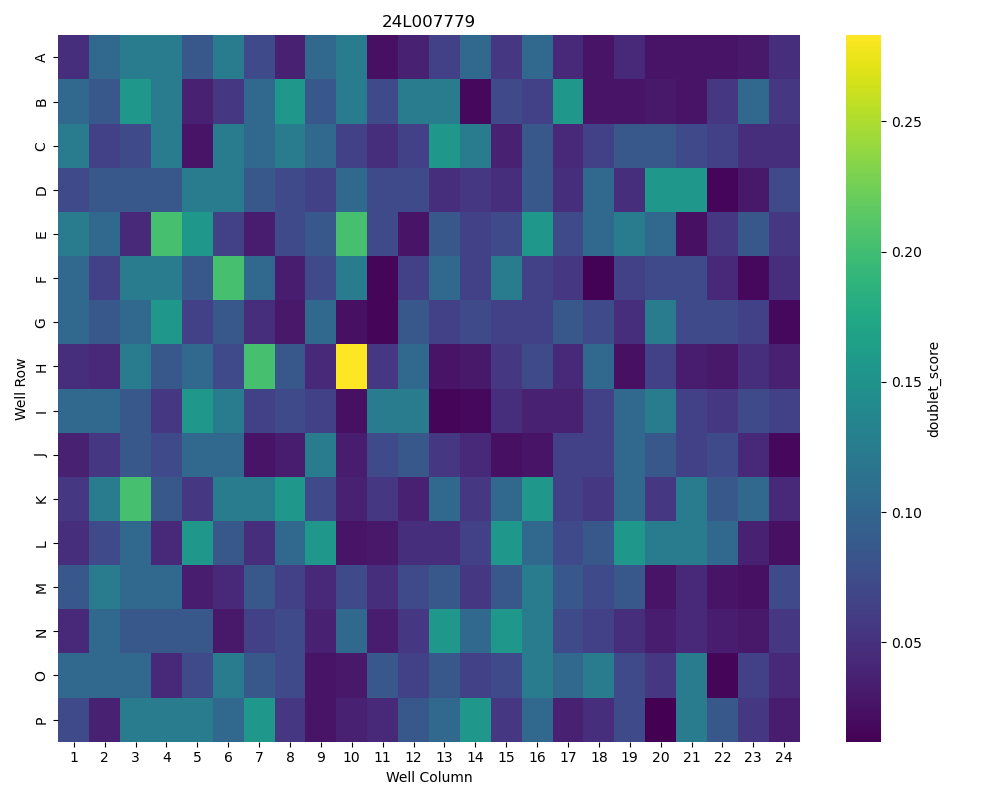 24L007779
Well Row
A
B
C
D
E
F
G
H
I
J
K
L
M
N
O
P
1 2 3 4 5 6 7 8 9 10 11 12 13 14 15 16 17 18 19 20 21 22 23 24
Well Column
0.25
0.20
0.15
0.10
0.05
doublet_score